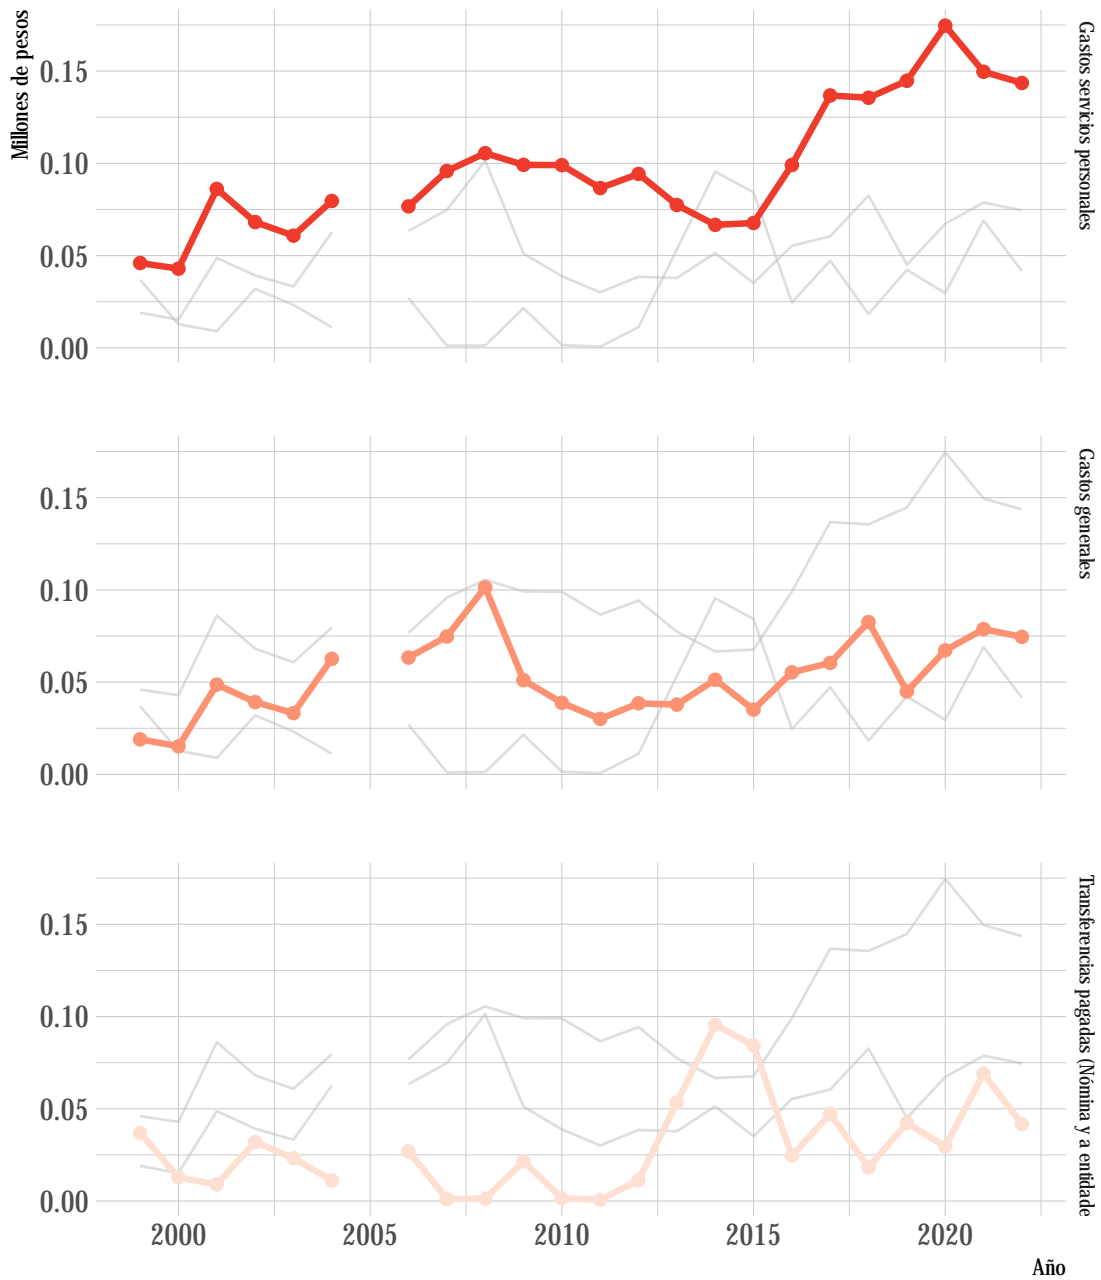 Millones de pesos
0.15
0.10
0.05
0.00
Gastos servicios personales
0.15
0.10
0.05
0.00
Gastos generales
0.15
0.10
0.05
0.00
Transferencias pagadas (Nómina y a entidade
2000 2005 2010 2015 2020
Año